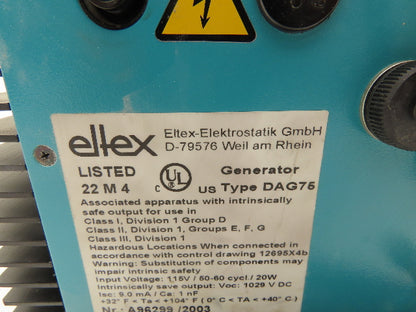 eltex
Eltex-Elektrostatik GmbH
D-79576 Weil am Rhein
LISTED
22 M 4
C UL US
Generator
Type DAG75
Associated apparatus with intrinsically
safe output for use in
Class I, Division 1 Group D
Class II, Division 1, Groups E, F, G
Class III, Division 1
Hazardous Locations When connected in
accordance with control drawing 12695X4b
Warning: Substitution of components may
impair intrinsic safety
Input Voltage: 115V / 50-60 cycl./ 20W
Intrinsically save output: Voc: 1029 V DC
Isc: 9.0 mA / Ca: 1 nF
+32° F < Ta < +104° F ( 0° C < TA < +40° C )
Nr.: A96299 /2003